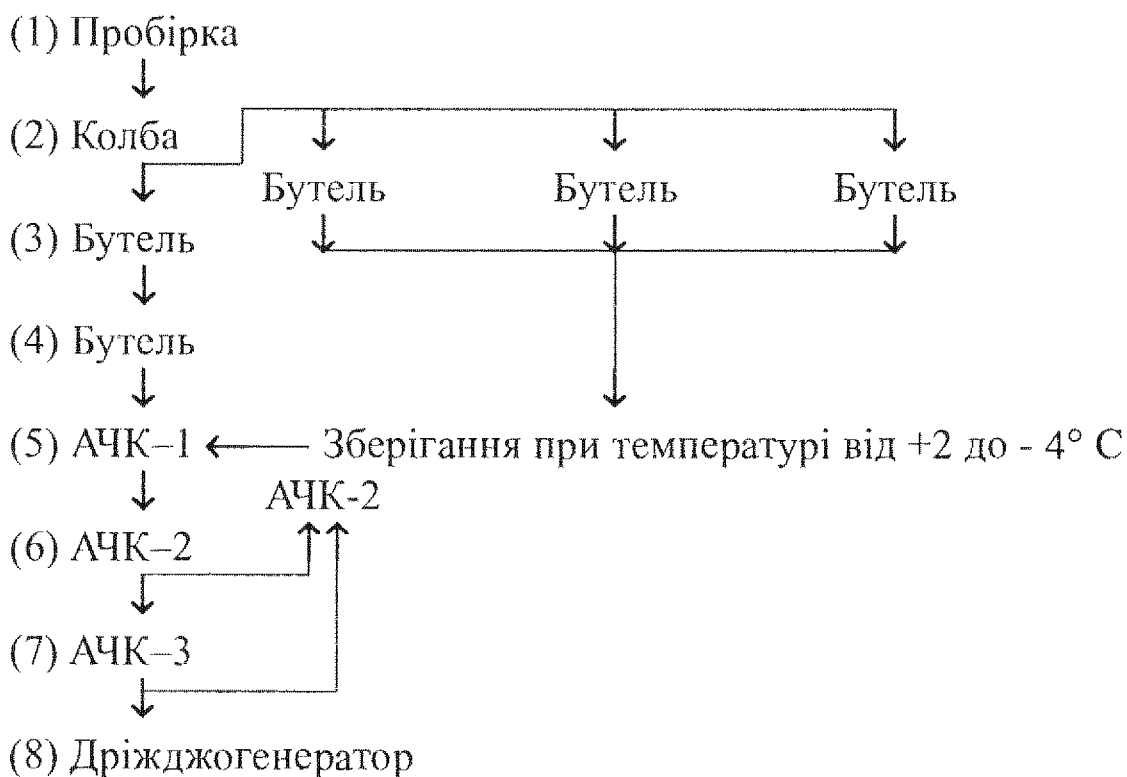 (1) Пробірка
(2) Колба
Бутель Бутель Бутель
(3) Бутель
(4) Бутель
(5) АЧК–1 Зберігання при температурі від +2 до - 4° С
АЧК-2
(6) АЧК–2
(7) АЧК–3
(8) Дріжджогенератор